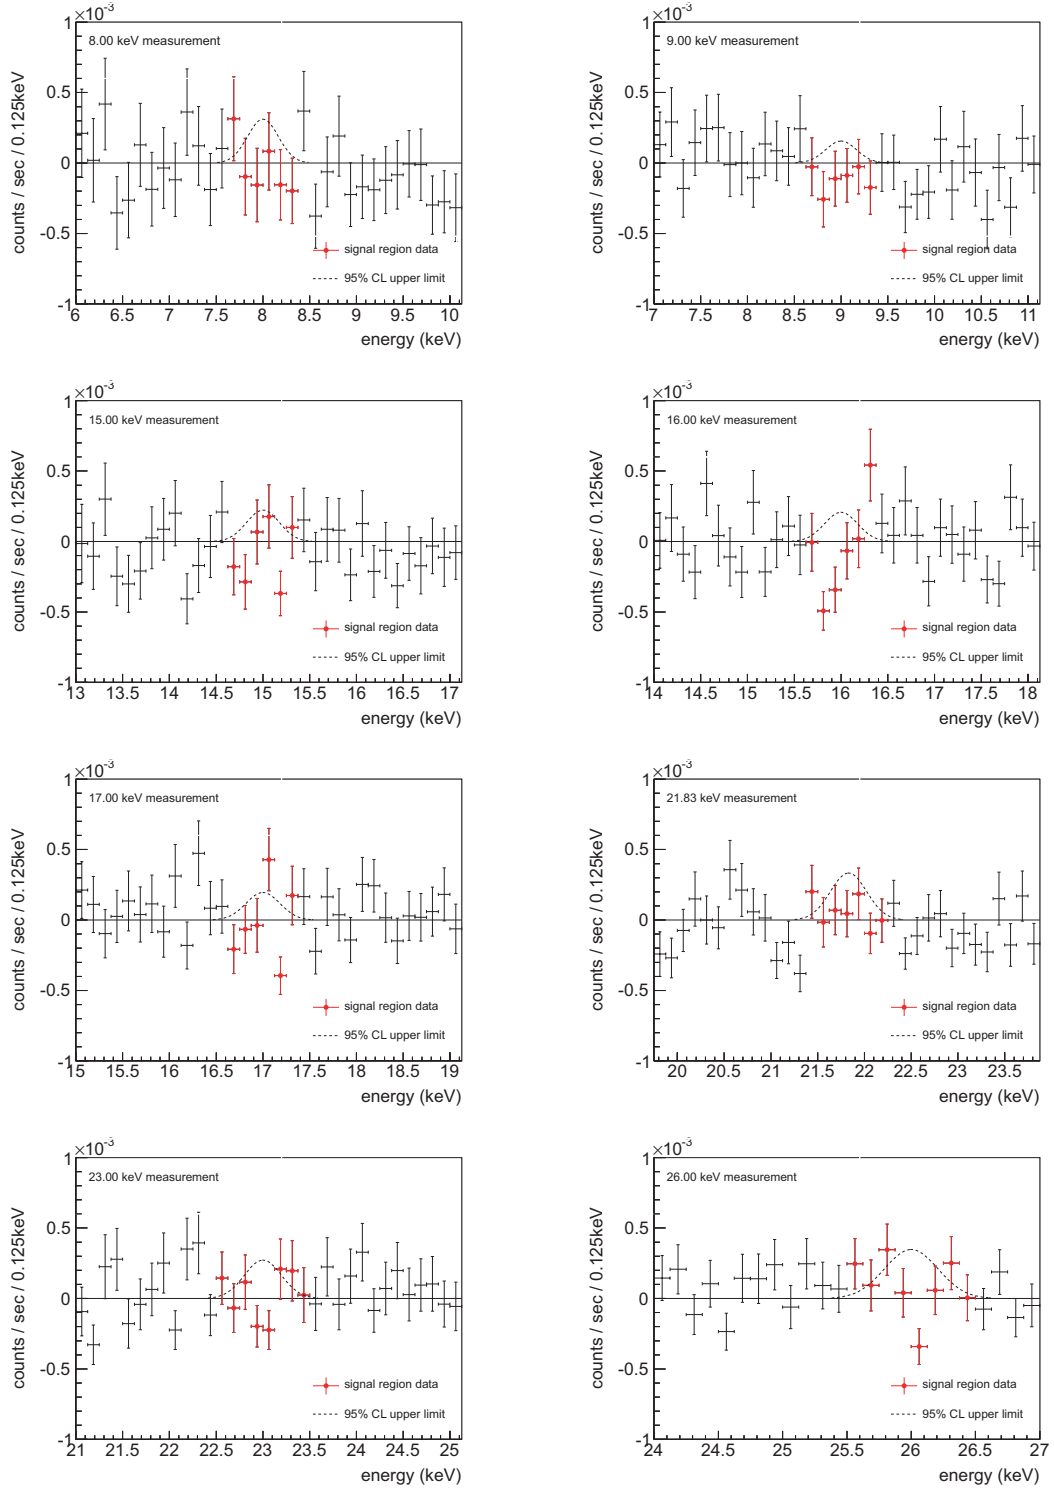 ×10⁻³
8.00 keV measurement
counts / sec / 0.125keV
1
0.5
0
-0.5
-1
signal region data
95% CL upper limit
6 6.5 7 7.5 8 8.5 9 9.5 10
energy (keV)
×10⁻³
9.00 keV measurement
counts / sec / 0.125keV
1
0.5
0
-0.5
-1
signal region data
95% CL upper limit
7 7.5 8 8.5 9 9.5 10 10.5 11
energy (keV)
×10⁻³
15.00 keV measurement
counts / sec / 0.125keV
1
0.5
0
-0.5
-1
signal region data
95% CL upper limit
13 13.5 14 14.5 15 15.5 16 16.5 17
energy (keV)
×10⁻³
16.00 keV measurement
counts / sec / 0.125keV
1
0.5
0
-0.5
-1
signal region data
95% CL upper limit
14 14.5 15 15.5 16 16.5 17 17.5 18
energy (keV)
×10⁻³
17.00 keV measurement
counts / sec / 0.125keV
1
0.5
0
-0.5
-1
signal region data
95% CL upper limit
15 15.5 16 16.5 17 17.5 18 18.5 19
energy (keV)
×10⁻³
21.83 keV measurement
counts / sec / 0.125keV
1
0.5
0
-0.5
-1
signal region data
95% CL upper limit
20 20.5 21 21.5 22 22.5 23 23.5
energy (keV)
×10⁻³
23.00 keV measurement
counts / sec / 0.125keV
1
0.5
0
-0.5
-1
signal region data
95% CL upper limit
21 21.5 22 22.5 23 23.5 24 24.5 25
energy (keV)
×10⁻³
26.00 keV measurement
counts / sec / 0.125keV
1
0.5
0
-0.5
-1
signal region data
95% CL upper limit
24 24.5 25 25.5 26 26.5 27
energy (keV)